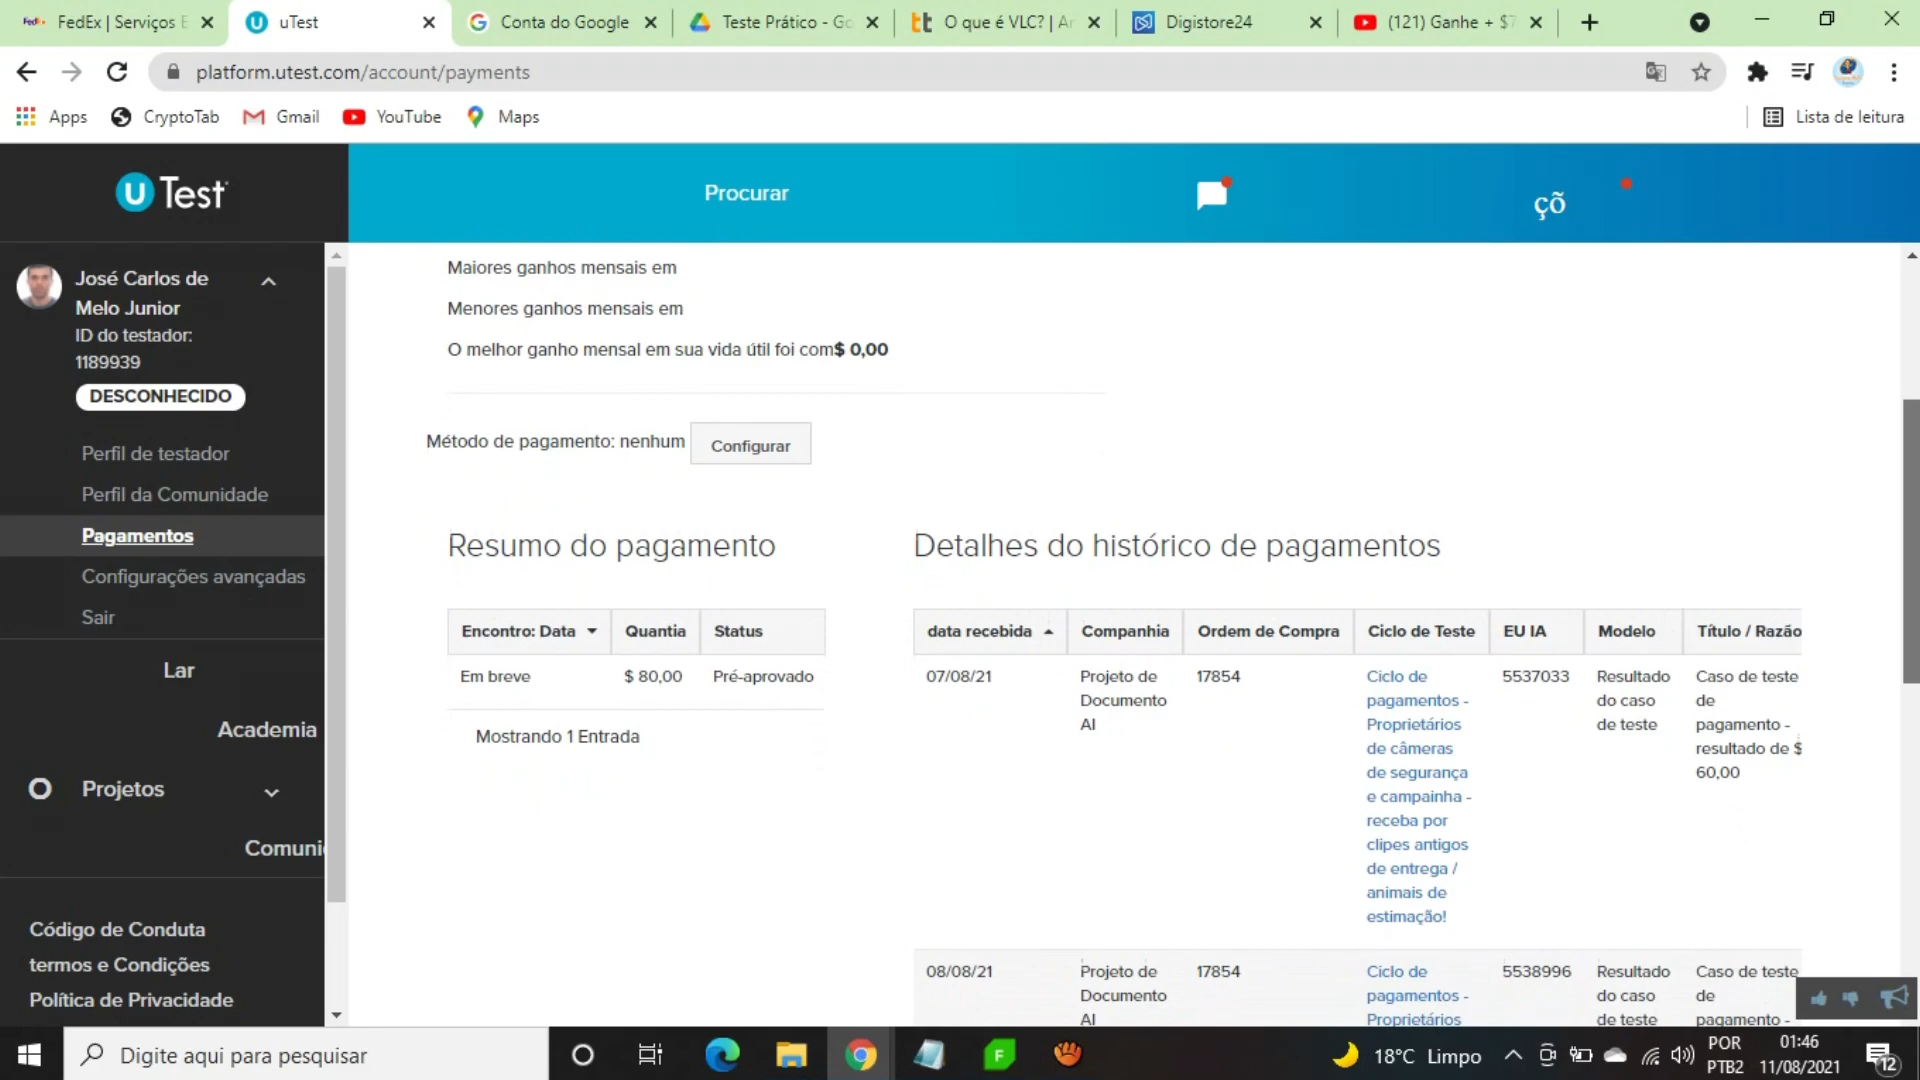 FedEx | Serviços E
uTest
Conta do Google
Teste Prático - Go
O que é VLC? | Ar
Digistore24
(121) Ganhe + $7
platform.utest.com/account/payments
Apps
CryptoTab
Gmail
YouTube
Maps
Lista de leitura
U Test
Procurar
çõ
José Carlos de
Melo Junior
ID do testador:
1189939
DESCONHECIDO
Perfil de testador
Perfil da Comunidade
Pagamentos
Configurações avançadas
Sair
Lar
Academia
Projetos
Comuni
Código de Conduta
termos e Condições
Política de Privacidade
Maiores ganhos mensais em
Menores ganhos mensais em
O melhor ganho mensal em sua vida útil foi com$ 0,00
Método de pagamento: nenhum
Configurar
Resumo do pagamento
Encontro: Data
Quantia
Status
Em breve
$ 80,00
Pré-aprovado
Mostrando 1 Entrada
Detalhes do histórico de pagamentos
data recebida
Companhia
Ordem de Compra
Ciclo de Teste
EU IA
Modelo
Título / Razão
07/08/21
Projeto de
Documento
AI
17854
Ciclo de
pagamentos -
Proprietários
de câmeras
de segurança
e campainha -
receba por
clipes antigos
de entrega /
animais de
estimação!
5537033
Resultado
do caso
de teste
Caso de teste
de
pagamento -
resultado de $
60,00
08/08/21
Projeto de
Documento
AI
17854
Ciclo de
pagamentos -
Proprietários
5538996
Resultado
do caso
de teste
Caso de teste
de
pagamento -
Digite aqui para pesquisar
18°C Limpo
POR
PTB2
01:46
11/08/2021
12